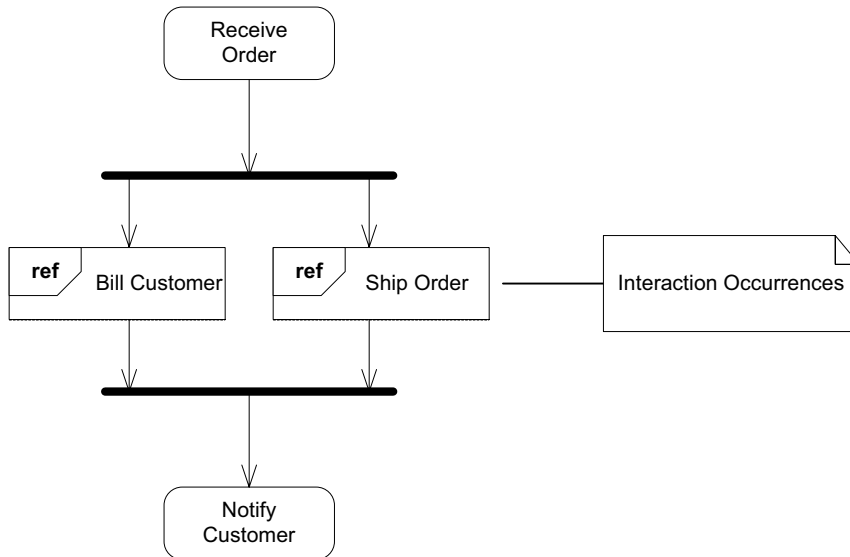 Receive
Order
ref
Bill Customer
ref
Ship Order
Interaction Occurrences
Notify
Customer